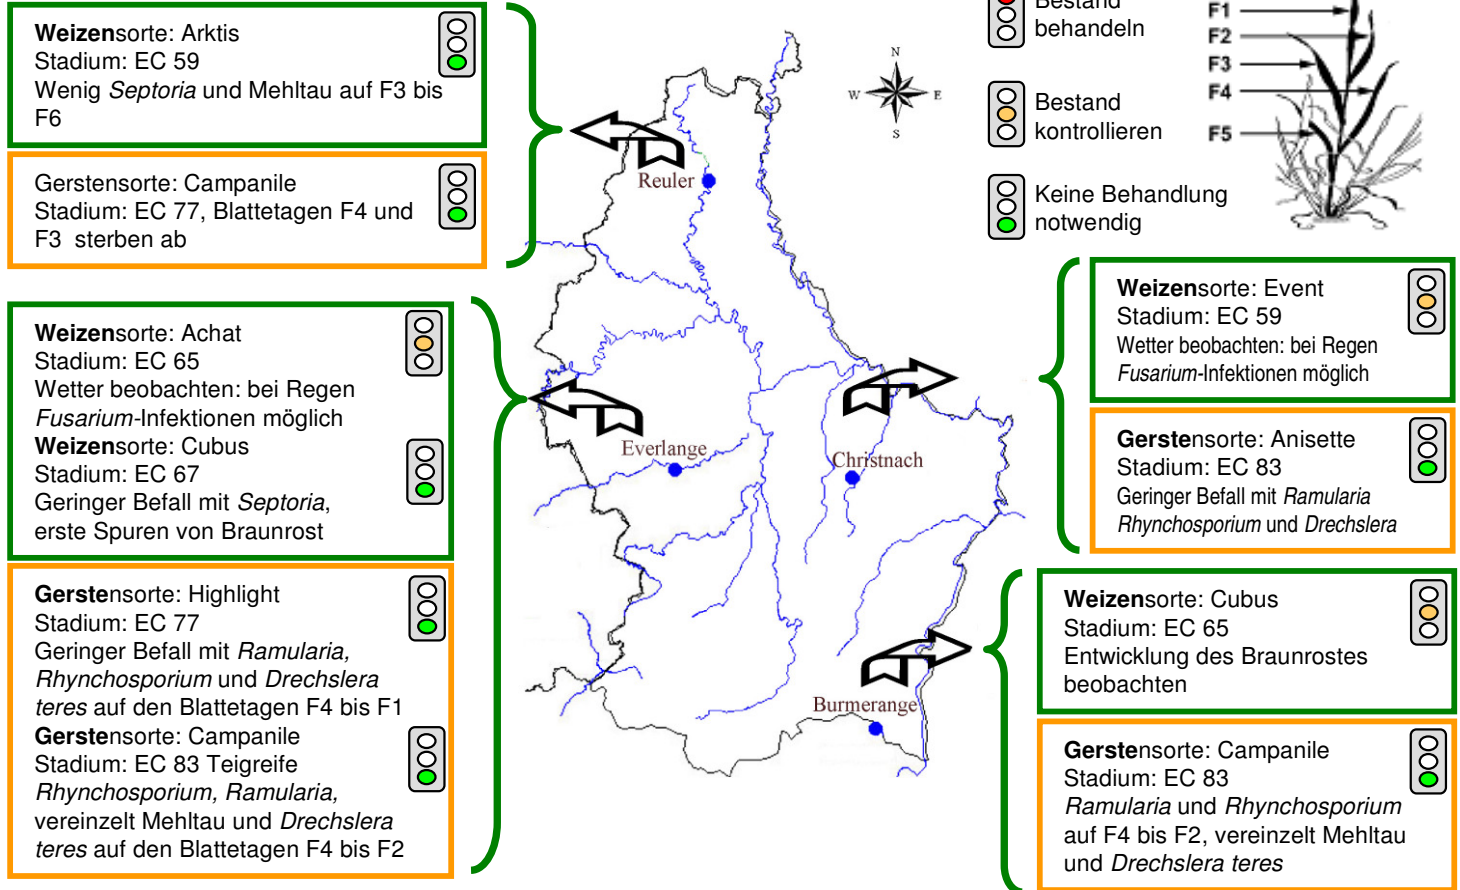 Weizensorte: Arktis
Stadium: EC 59
Wenig Septoria und Mehltau auf F3 bis
F6
Gerstensorte: Campanile
Stadium: EC 77, Blattetagen F4 und
F3 sterben ab
Weizensorte: Achat
Stadium: EC 65
Wetter beobachten: bei Regen
Fusarium-Infektionen möglich
Weizensorte: Cubus
Stadium: EC 67
Geringer Befall mit Septoria,
erste Spuren von Braunrost
Gerstensorte: Highlight
Stadium: EC 77
Geringer Befall mit Ramularia,
Rhynchosporium und Drechslera
teres auf den Blattetagen F4 bis F1
Gerstensorte: Campanile
Stadium: EC 83 Teigreife
Rhynchosporium, Ramularia,
vereinzelt Mehltau und Drechslera
teres auf den Blattetagen F4 bis F2
N
W
E
S
Reuler
Everlange
Christnach
Burmerange
Bestand
behandeln
Bestand
kontrollieren
Keine Behandlung
notwendig
F1
F2
F3
F4
F5
Weizensorte: Event
Stadium: EC 59
Wetter beobachten: bei Regen
Fusarium-Infektionen möglich
Gerstensorte: Anisette
Stadium: EC 83
Geringer Befall mit Ramularia
Rhynchosporium und Drechslera
Weizensorte: Cubus
Stadium: EC 65
Entwicklung des Braunrostes
beobachten
Gerstensorte: Campanile
Stadium: EC 83
Ramularia und Rhynchosporium
auf F4 bis F2, vereinzelt Mehltau
und Drechslera teres